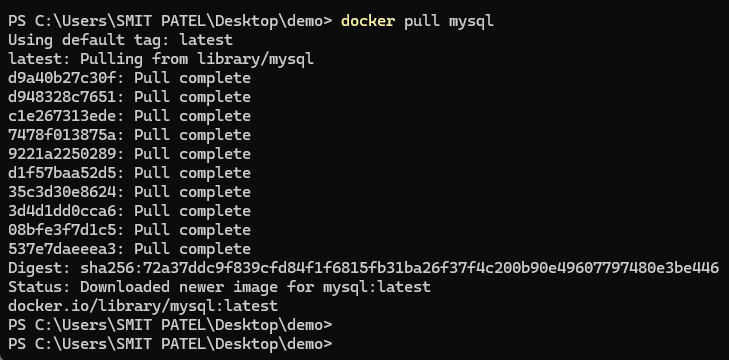 PS C:\Users\SMIT PATEL\Desktop\demo> docker pull mysql
Using default tag: latest
latest: Pulling from library/mysql
d9a40b27c30f: Pull complete
d948328c7651: Pull complete
c1e267313ede: Pull complete
7478f013875a: Pull complete
9221a2250289: Pull complete
d1f57baa52d5: Pull complete
35c3d30e8624: Pull complete
3d4d1dd0cca6: Pull complete
08bfe3f7d1c5: Pull complete
537e7daeeea3: Pull complete
Digest: sha256:72a37ddc9f839cfd84f1f6815fb31ba26f37f4c200b90e49607797480e3be446
Status: Downloaded newer image for mysql:latest
docker.io/library/mysql:latest
PS C:\Users\SMIT PATEL\Desktop\demo>
PS C:\Users\SMIT PATEL\Desktop\demo>